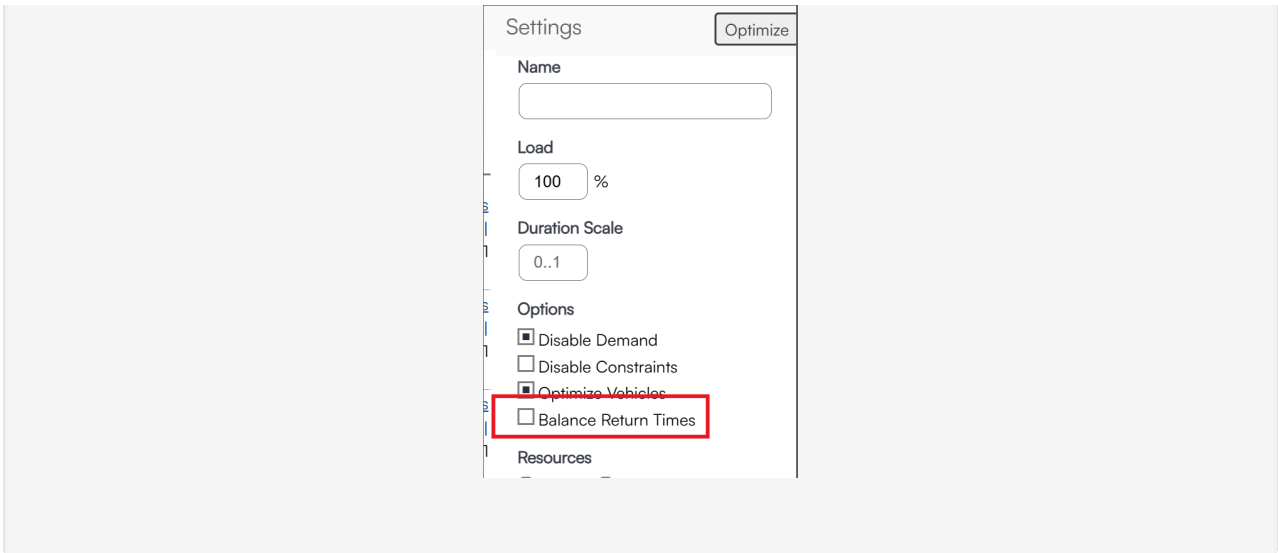 Settings
Optimize
Name
Load
100 %
Duration Scale
0..1
Options
Disable Demand
Disable Constraints
Optimize Vehicles
Balance Return Times
Resources